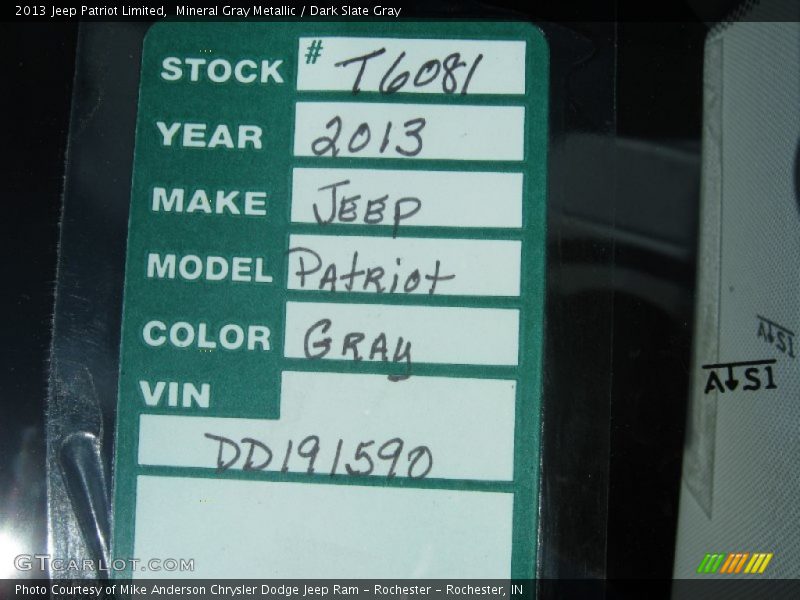 2013 Jeep Patriot Limited, Mineral Gray Metallic / Dark Slate Gray
STOCK # T6081
YEAR 2013
MAKE JEEP
MODEL PAtRiot
COLOR GRAy
VIN
DD191590
A↓S1
A↓S1
GTCARLOT.COM
Photo Courtesy of Mike Anderson Chrysler Dodge Jeep Ram – Rochester – Rochester, IN